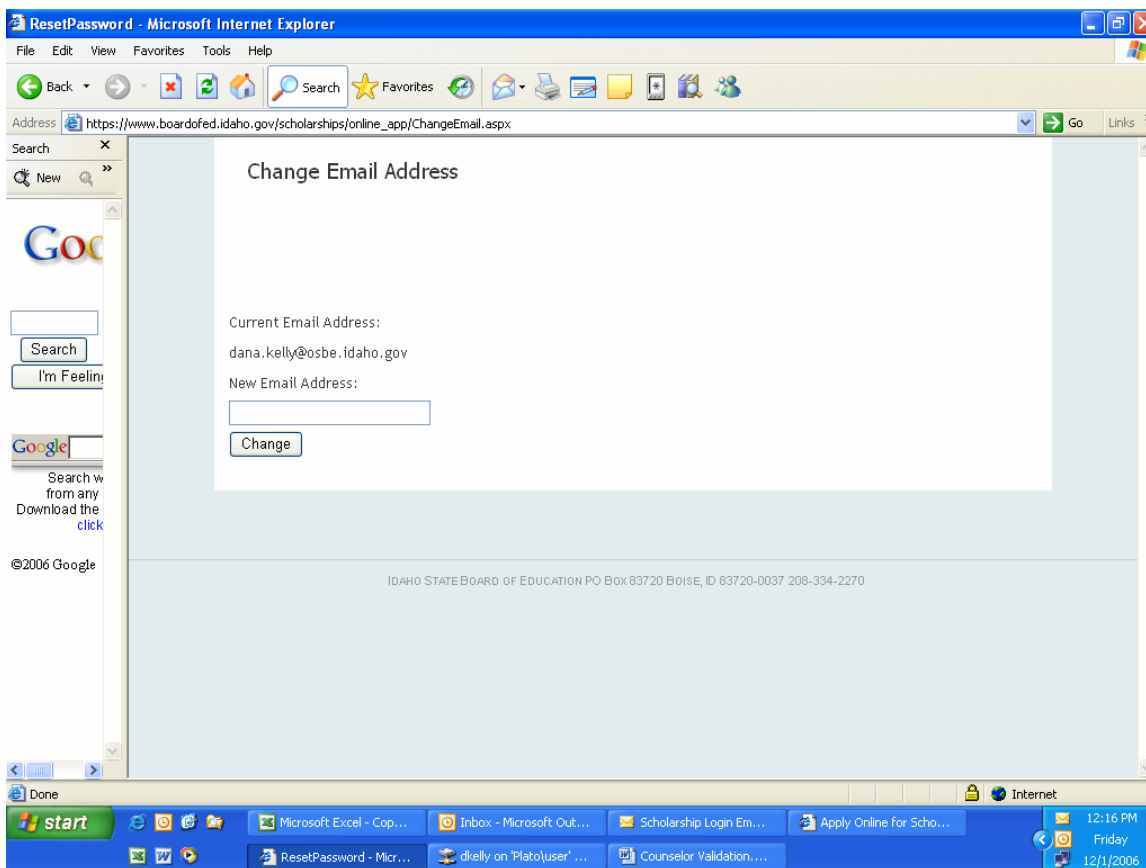 ResetPassword - Microsoft Internet Explorer
File Edit View Favorites Tools Help
Back Search Favorites
Address https://www.boardofed.idaho.gov/scholarships/online_app/ChangeEmail.aspx Go Links
Search
New
Change Email Address
Goo
Current Email Address:
dana.kelly@osbe.idaho.gov
New Email Address:
Search
I'm Feeling
Change
Google
Search w
from any
Download the
click
©2006 Google
IDAHO STATE BOARD OF EDUCATION PO BOX 83720 BOISE, ID 83720-0037 208-334-2270
Done Internet
start Microsoft Excel - Cop... Inbox - Microsoft Out... Scholarship Login Em... Apply Online for Scho... 12:16 PM
Friday
ResetPassword - Micr... dkelly on 'Plato\user' ... Counselor Validation.... 12/1/2006